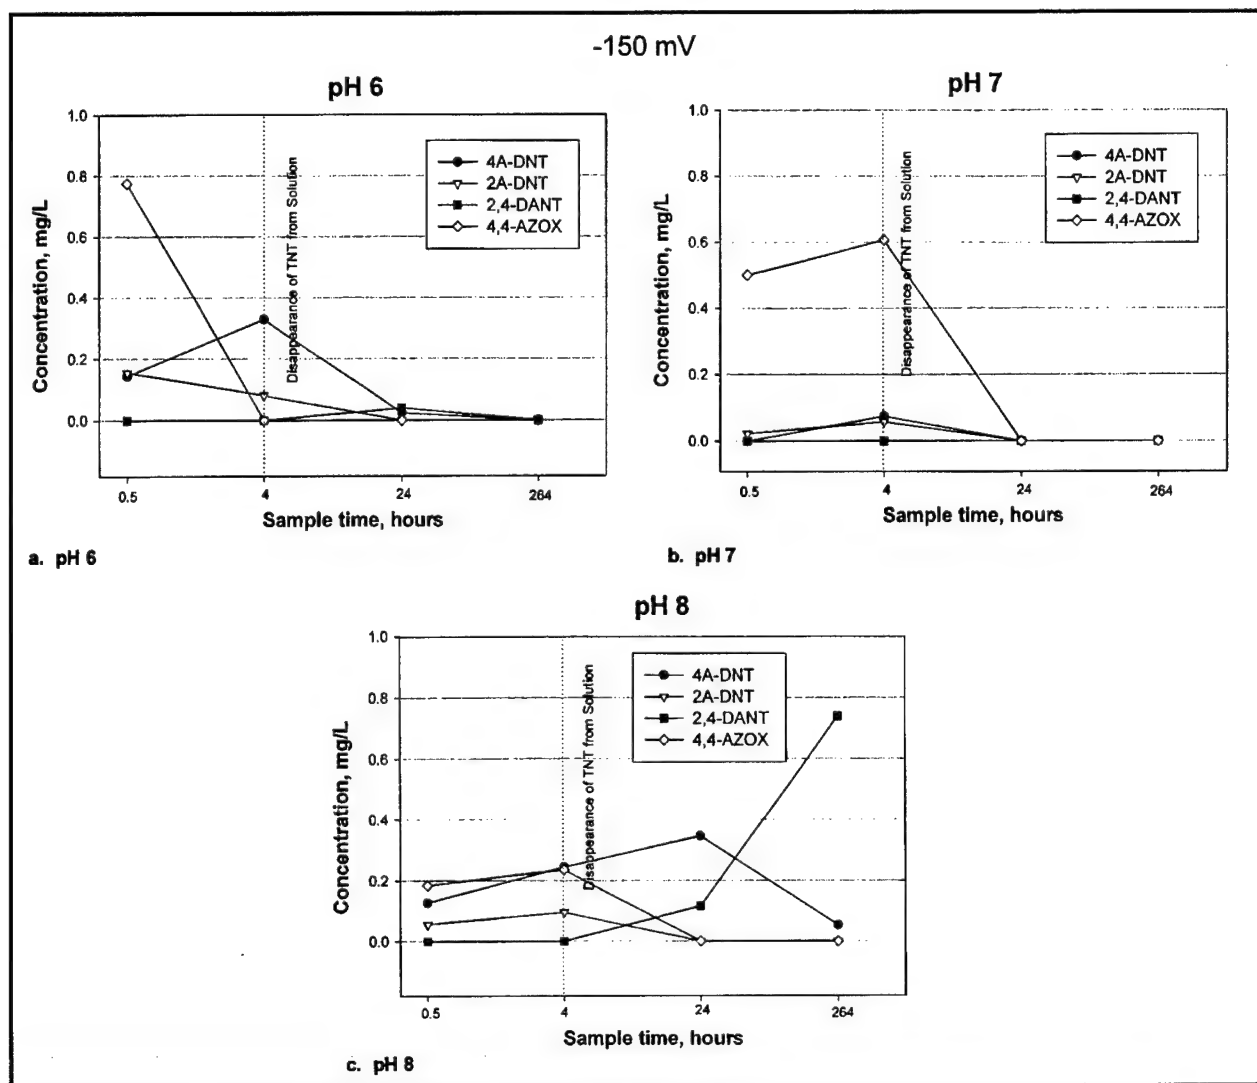 -150 mV
pH 6
1.0
0.8
0.6
0.4
0.2
0.0
Concentration, mg/L
4A-DNT
2A-DNT
2,4-DANT
4,4-AZOX
Disappearance of TNT from Solution
0.5
4
24
264
Sample time, hours
a. pH 6
pH 7
1.0
0.8
0.6
0.4
0.2
0.0
Concentration, mg/L
4A-DNT
2A-DNT
2,4-DANT
4,4-AZOX
Disappearance of TNT from Solution
0.5
4
24
264
Sample time, hours
b. pH 7
pH 8
1.0
0.8
0.6
0.4
0.2
0.0
Concentration, mg/L
4A-DNT
2A-DNT
2,4-DANT
4,4-AZOX
Disappearance of TNT from Solution
0.5
4
24
264
Sample time, hours
c. pH 8